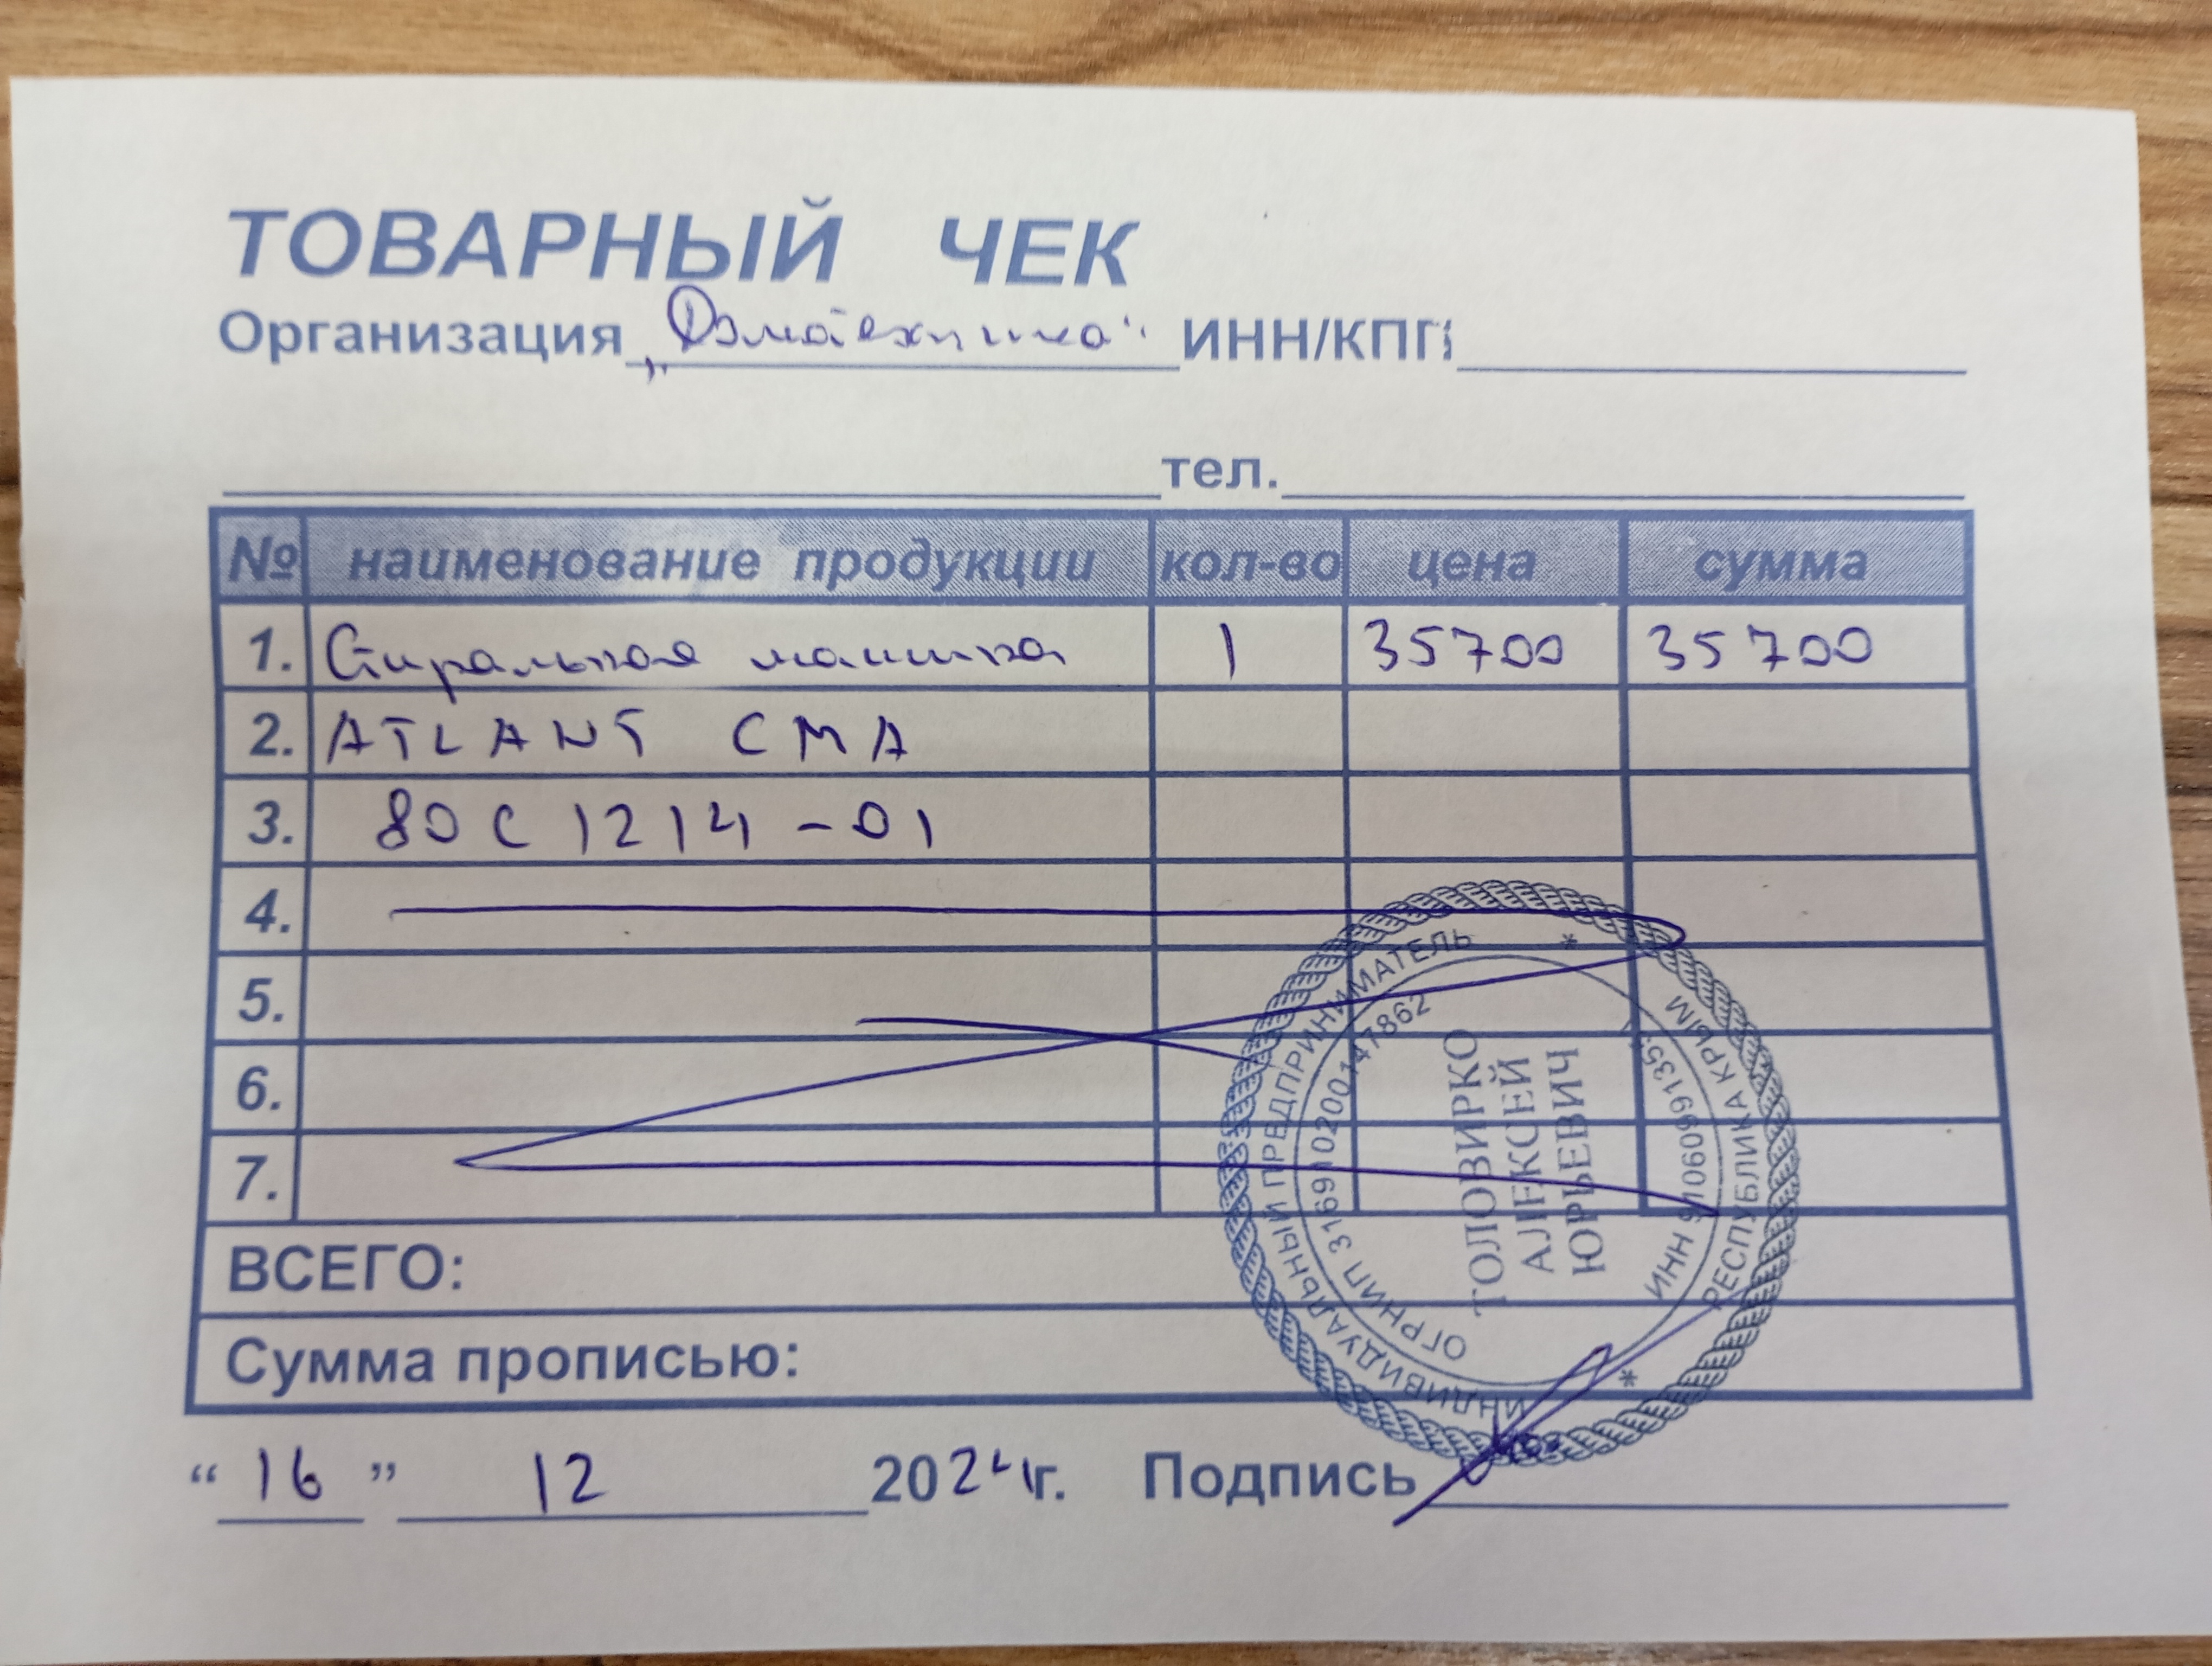 ТОВАРНЫЙ ЧЕК
Организация „Домотехника" ИНН/КПП
тел.
№ наименование продукции кол-во цена сумма
1. Стиральная машина 1 35700 35700
2. ATLANT СМА
3. 80С1214-01
4.
5.
6.
7.
ВСЕГО:
Сумма прописью:
“ 16 ” 12 2024г. Подпись
ИНДИВИДУАЛЬНЫЙ ПРЕДПРИНИМАТЕЛЬ
* РЕСПУБЛИКА КРЫМ *
ОГРНИП 316910200147862
ИНН
ТОЛОВИРКО
АЛЕКСЕЙ
ЮРЬЕВИЧ